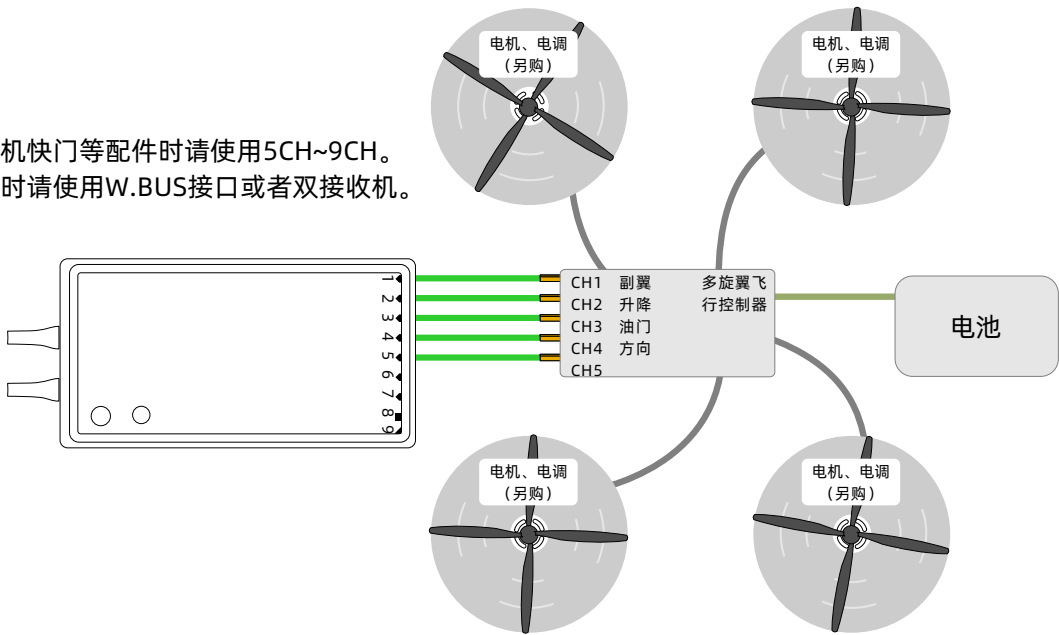 电机、电调
（另购）
电机、电调
（另购）
机快门等配件时请使用5CH~9CH。
时请使用W.BUS接口或者双接收机。
1
2
3
4
5
6
7
8
9
CH1 副翼
CH2 升降
CH3 油门
CH4 方向
CH5
多旋翼飞
行控制器
电池
电机、电调
（另购）
电机、电调
（另购）